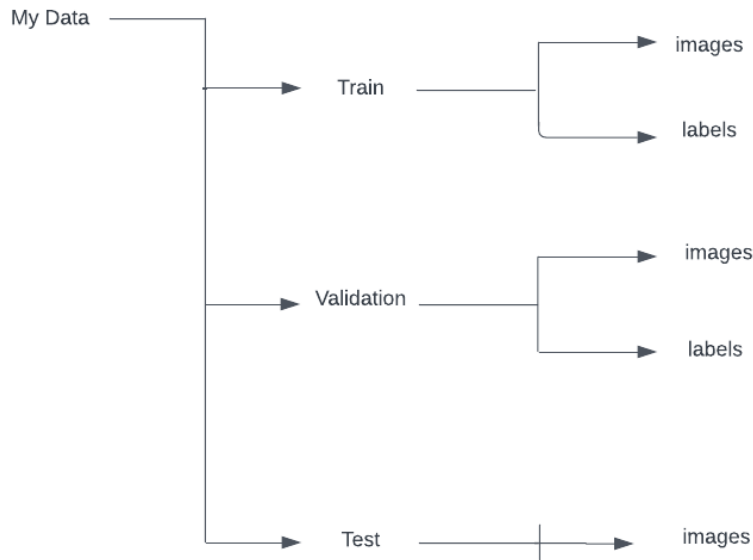 My Data
Train
images
labels
Validation
images
labels
Test
images